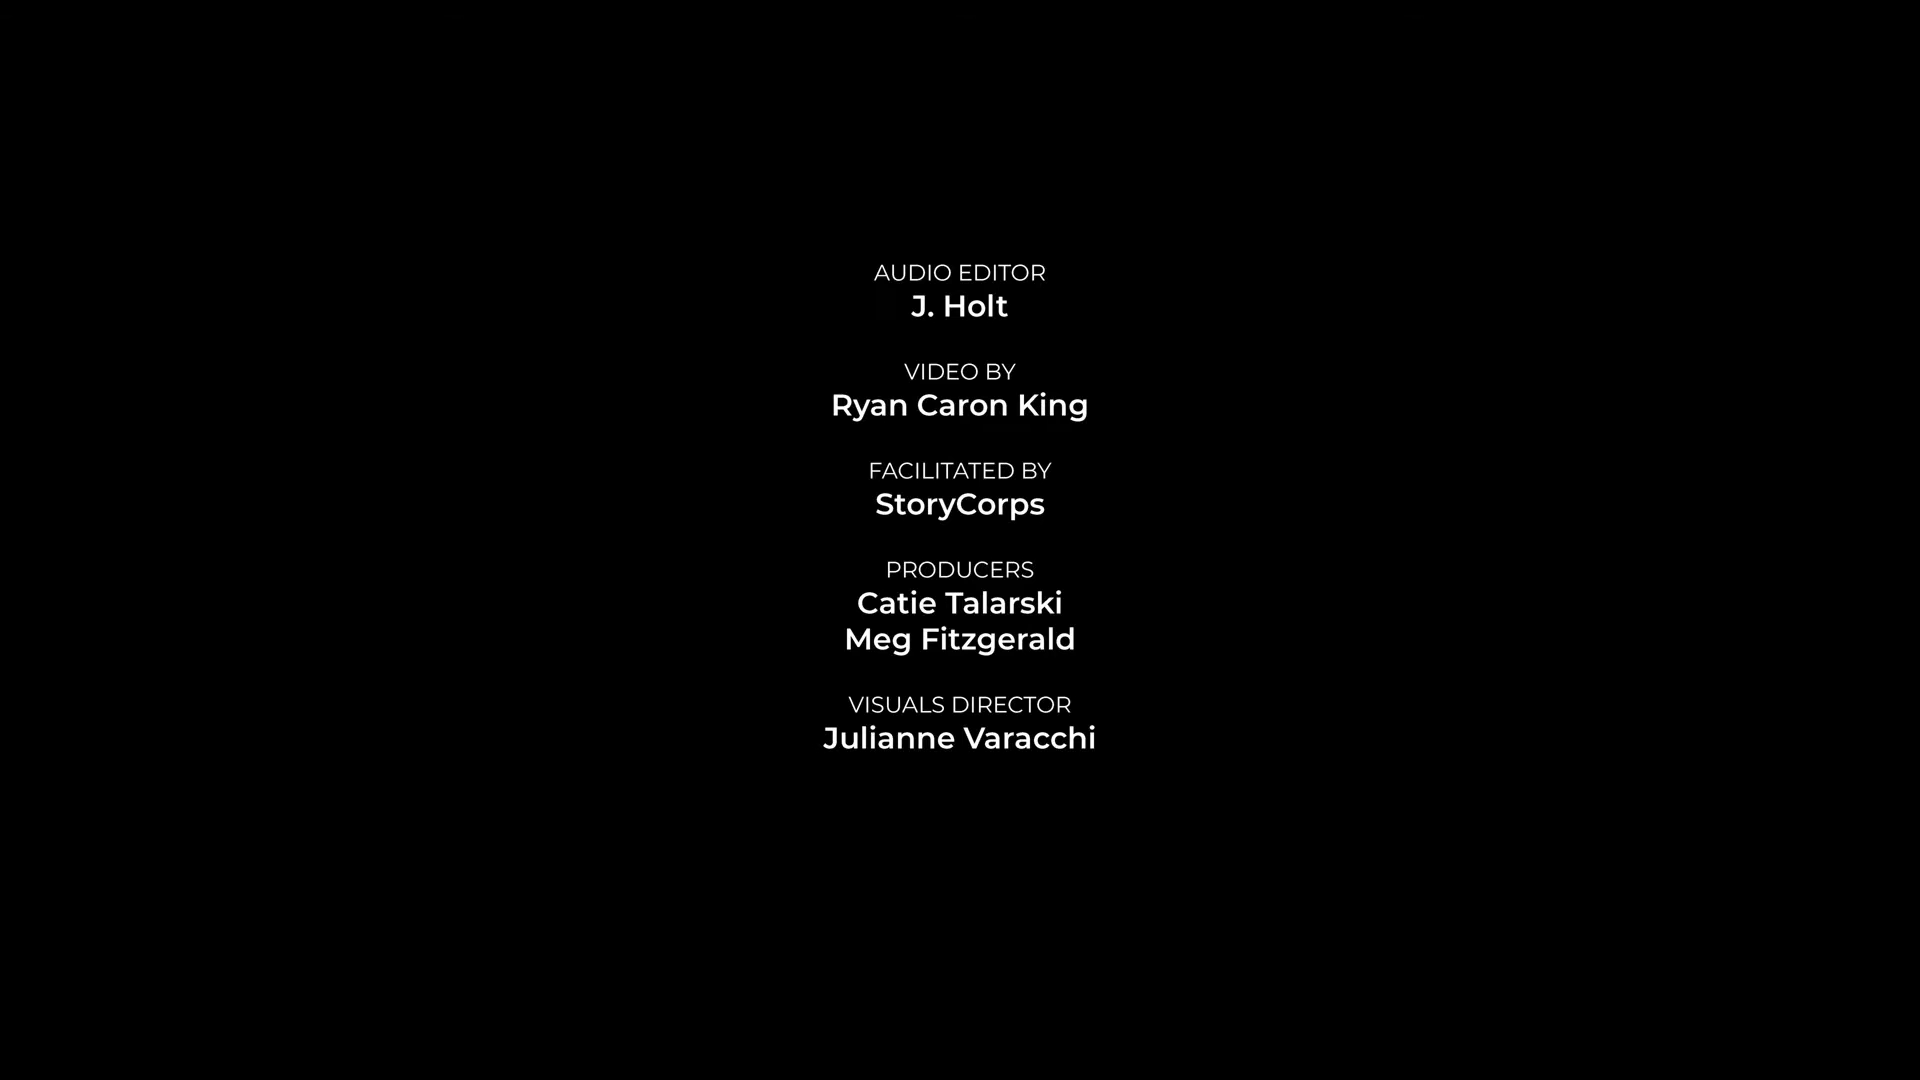 AUDIO EDITOR
J. Holt
VIDEO BY
Ryan Caron King
FACILITATED BY
StoryCorps
PRODUCERS
Catie Talarski
Meg Fitzgerald
VISUALS DIRECTOR
Julianne Varacchi